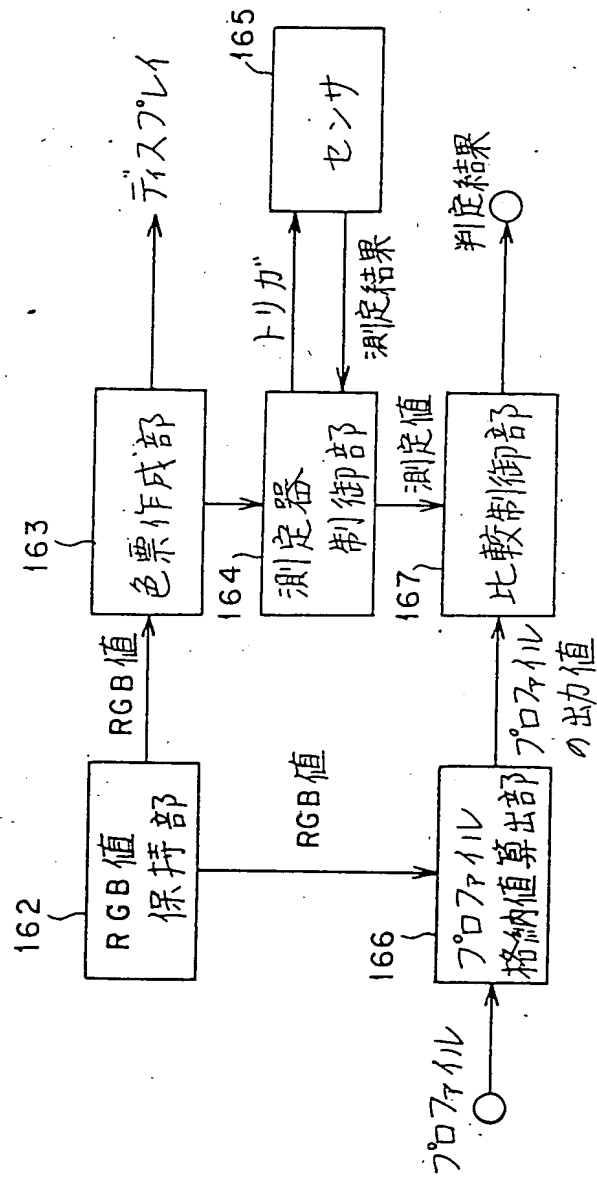 162
RGB値
保持部
RGB値
163
色票作成部
ディスプレイ
RGB値
164
測定器
制御部
トリガ
測定結果
165
センサ
測定値
プロファイル
166
プロファイル
格納値算出部
プロファイル
の出力値
167
比較制御部
判定結果